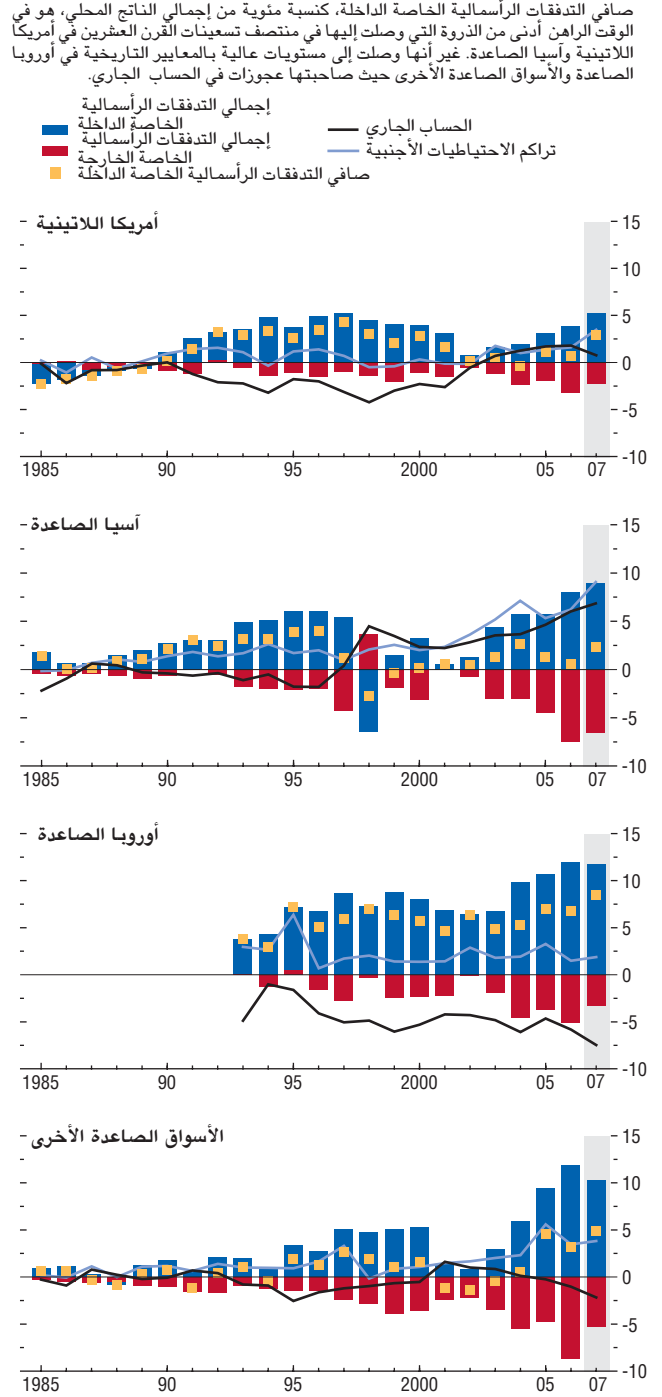 صافي التدفقات الرأسمالية الخاصة الداخلة، كنسبة مئوية من إجمالي الناتج المحلي، هو في
الوقت الراهن أدنى من الذروة التي وصلت إليها في منتصف تسعينات القرن العشرين في أمريكا
اللاتينية وآسيا الصاعدة. غير أنها وصلت إلى مستويات عالية بالمعايير التاريخية في أوروبا
الصاعدة والأسواق الصاعدة الأخرى حيث صاحبتها عجوزات في الحساب الجاري.
إجمالي التدفقات الرأسمالية
الخاصة الداخلة
إجمالي التدفقات الرأسمالية
الخاصة الخارجة
صافي التدفقات الرأسمالية الخاصة الداخلة
الحساب الجاري
تراكم الاحتياطيات الأجنبية
أمريكا اللاتينية
15
10
5
0
-5
-10
1985 90 95 2000 05 07
آسيا الصاعدة
15
10
5
0
-5
-10
1985 90 95 2000 05 07
أوروبا الصاعدة
15
10
5
0
-5
-10
1985 90 95 2000 05 07
الأسواق الصاعدة الأخرى
15
10
5
0
-5
-10
1985 90 95 2000 05 07